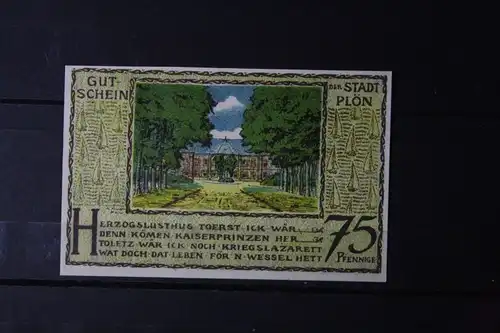 GUT-
SCHEIN
DER STADT
PLÖN
HERZOGSLUSTHUS TOERST ICK WÄR
DENN KÖMEN KAISERPRINZEN HER
TOLETZ WÄR ICK NOCH KRIEGSLAZARETT
WAT DOCH DAT LEBEN FÖR'N WESSEL HETT
75
PFENNIGE